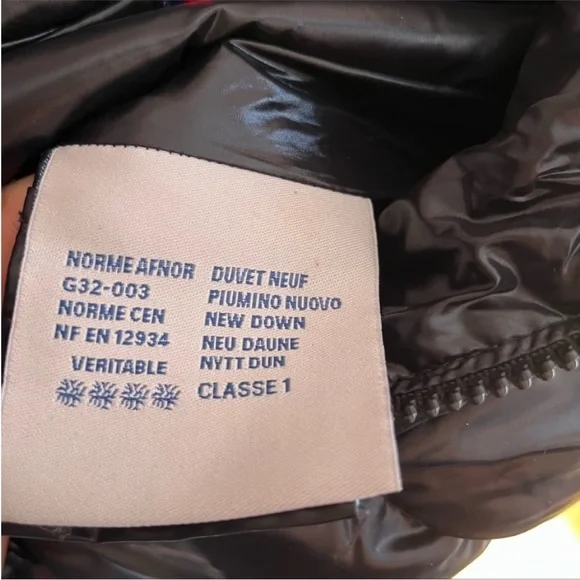 NORME AFNOR
G32-003
NORME CEN
NF EN 12934
VERITABLE
DUVET NEUF
PIUMINO NUOVO
NEW DOWN
NEU DAUNE
NYTT DUN
CLASSE 1